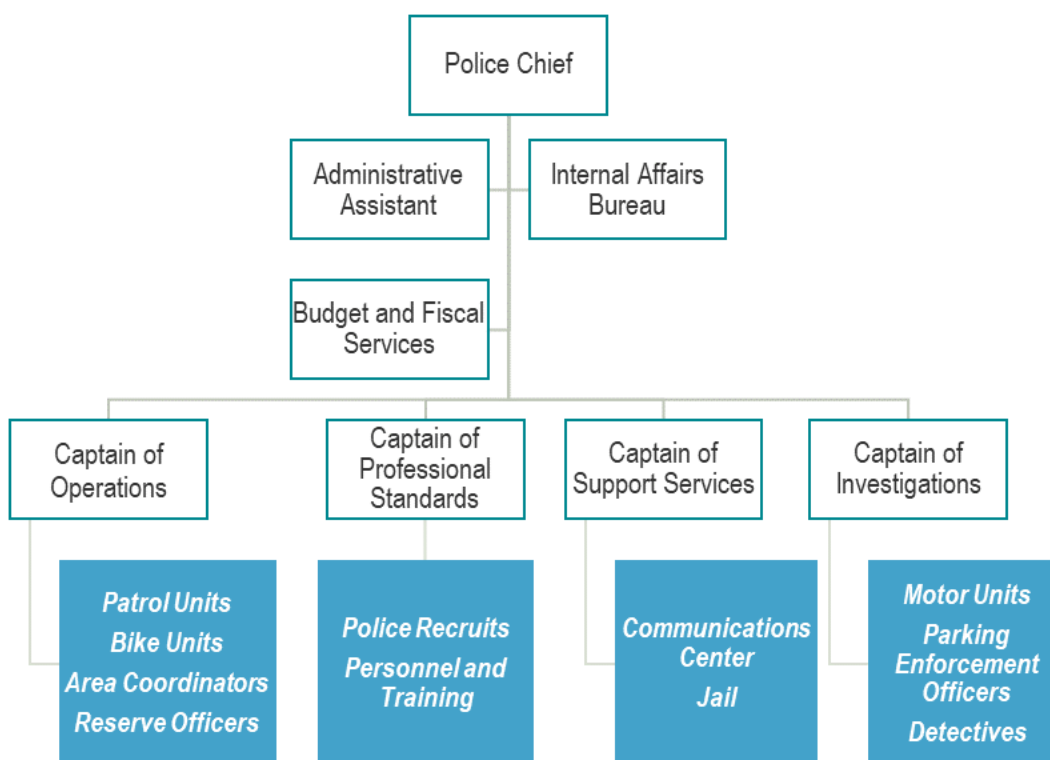 Police Chief
Administrative
Assistant
Internal Affairs
Bureau
Budget and Fiscal
Services
Captain of
Operations
Captain of
Professional
Standards
Captain of
Support Services
Captain of
Investigations
Patrol Units
Bike Units
Area Coordinators
Reserve Officers
Police Recruits
Personnel and
Training
Communications
Center
Jail
Motor Units
Parking
Enforcement
Officers
Detectives